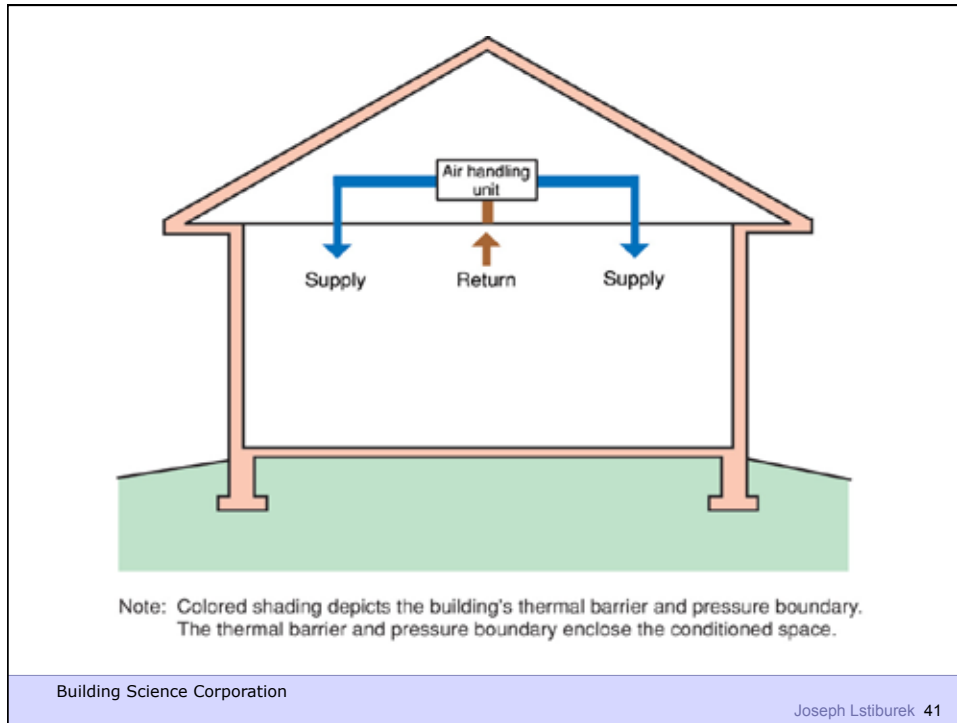 Air handling
unit
Supply
Return
Supply
Note: Colored shading depicts the building's thermal barrier and pressure boundary.
The thermal barrier and pressure boundary enclose the conditioned space.
Building Science Corporation
Joseph Lstiburek 41